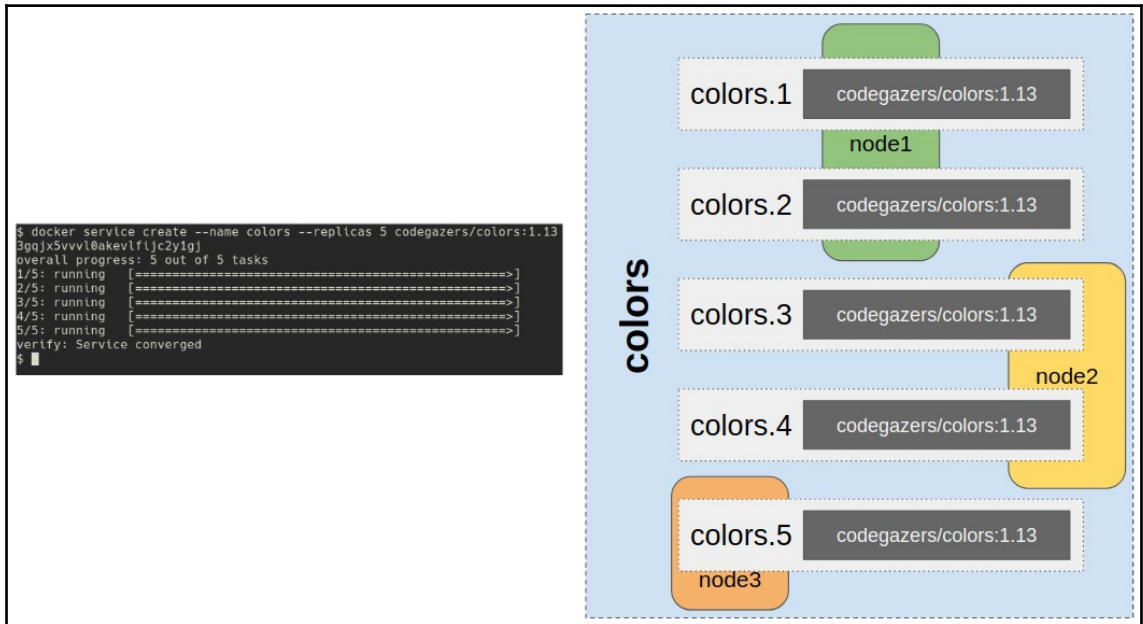 $ docker service create --name colors --replicas 5 codegazers/colors:1.13
3gqjx5vvvl0akevlfijc2y1gj
overall progress: 5 out of 5 tasks
1/5: running   [==================================================>]
2/5: running   [==================================================>]
3/5: running   [==================================================>]
4/5: running   [==================================================>]
5/5: running   [==================================================>]
verify: Service converged
$
colors
colors.1 codegazers/colors:1.13
node1
colors.2 codegazers/colors:1.13
colors.3 codegazers/colors:1.13
node2
colors.4 codegazers/colors:1.13
colors.5 codegazers/colors:1.13
node3